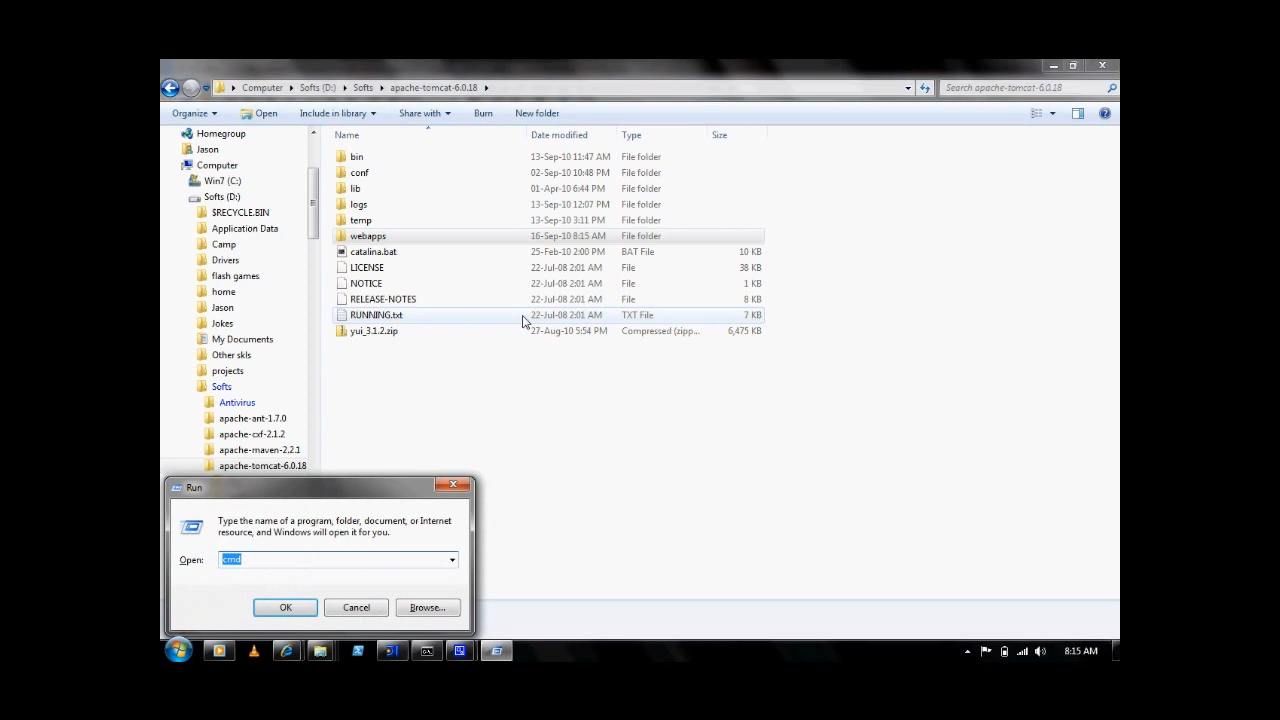 Computer Softs (D:) Softs apache-tomcat-6.0.18 Search apache-tomcat-6.0.18
Organize Open Include in library Share with Burn New folder
Homegroup
Jason
Computer
Win7 (C:)
Softs (D:)
$RECYCLE.BIN
Application Data
Camp
Drivers
flash games
home
Jason
Jokes
My Documents
Other skls
projects
Softs
Antivirus
apache-ant-1.7.0
apache-cxf-2.1.2
apache-maven-2.2.1
apache-tomcat-6.0.18
Name Date modified Type Size
bin 13-Sep-10 11:47 AM File folder
conf 02-Sep-10 10:48 PM File folder
lib 01-Apr-10 6:44 PM File folder
logs 13-Sep-10 12:07 PM File folder
temp 13-Sep-10 3:11 PM File folder
webapps 16-Sep-10 8:15 AM File folder
catalina.bat 25-Feb-10 2:00 PM BAT File 10 KB
LICENSE 22-Jul-08 2:01 AM File 38 KB
NOTICE 22-Jul-08 2:01 AM File 1 KB
RELEASE-NOTES 22-Jul-08 2:01 AM File 8 KB
RUNNING.txt 22-Jul-08 2:01 AM TXT File 7 KB
yui_3.1.2.zip 27-Aug-10 5:54 PM Compressed (zipp... 6,475 KB
Run
Type the name of a program, folder, document, or Internet
resource, and Windows will open it for you.
Open: cmd
OK Cancel Browse...
8:15 AM